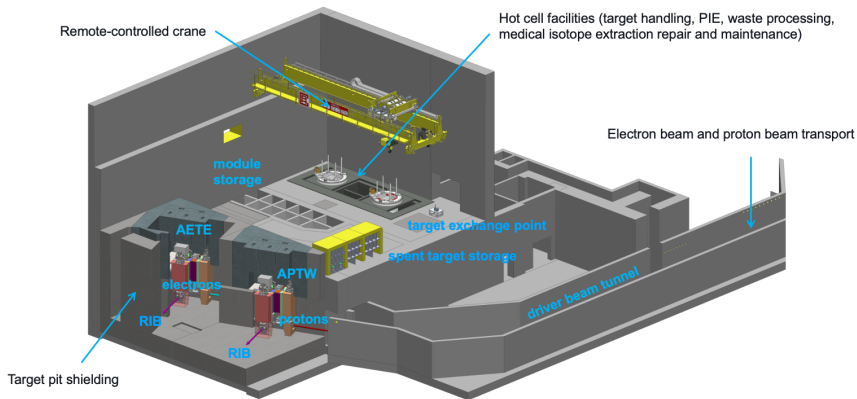 Hot cell facilities (target handling, PIE, waste processing,
medical isotope extraction repair and maintenance)
Remote-controlled crane
Electron beam and proton beam transport
module
storage
target exchange point
AETE
spent target storage
APTW
electrons
driver beam tunnel
RIB
protons
RIB
Target pit shielding